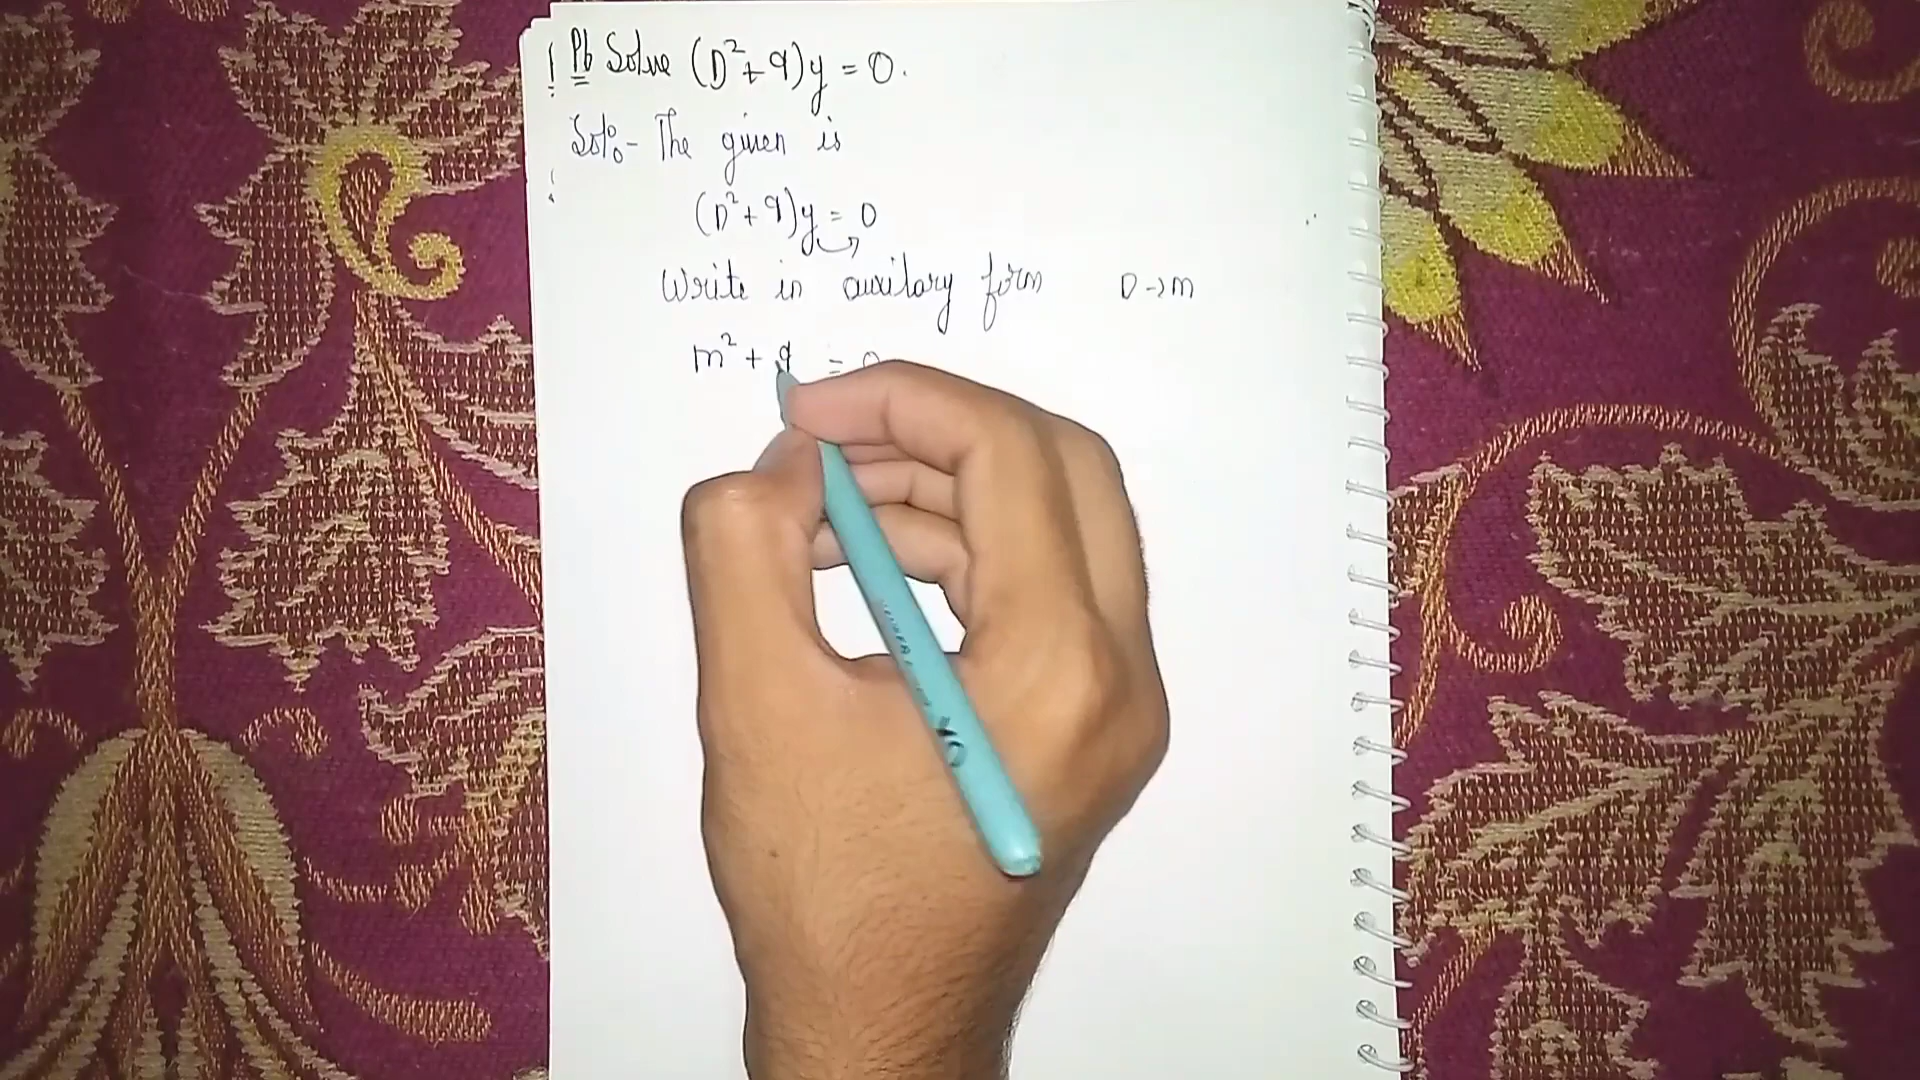 Pb Solve (D²+9)y = 0.
Sol:- The given is
(D²+9)y = 0
Write in auxilary form D→m
m² + 9 = 0